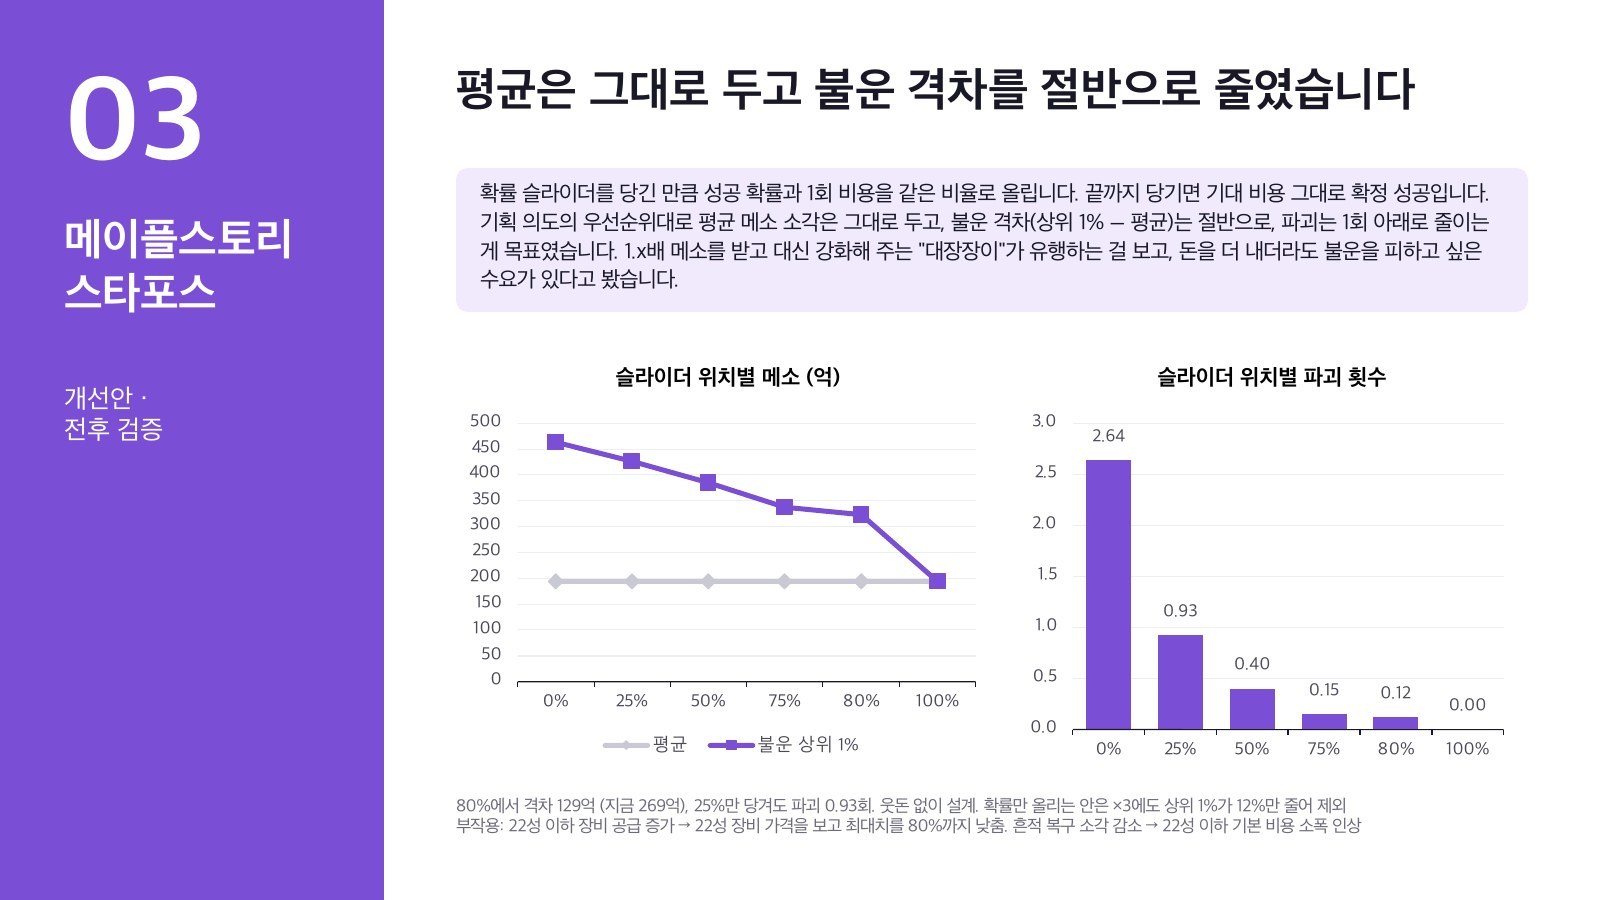 03
메이플스토리
스타포스
개선안 ·
전후 검증
평균은 그대로 두고 불운 격차를 절반으로 줄였습니다
확률 슬라이더를 당긴 만큼 성공 확률과 1회 비용을 같은 비율로 올립니다. 끝까지 당기면 기대 비용 그대로 확정 성공입니다.
기획 의도의 우선순위대로 평균 메소 소각은 그대로 두고, 불운 격차(상위 1% – 평균)는 절반으로, 파괴는 1회 아래로 줄이는
게 목표였습니다. 1.x배 메소를 받고 대신 강화해 주는 "대장장이"가 유행하는 걸 보고, 돈을 더 내더라도 불운을 피하고 싶은
수요가 있다고 봤습니다.
슬라이더 위치별 메소 (억)
500
450
400
350
300
250
200
150
100
50
0
0% 25% 50% 75% 80% 100%
평균 불운 상위 1%
슬라이더 위치별 파괴 횟수
3.0
2.5
2.0
1.5
1.0
0.5
0.0
2.64
0.93
0.40
0.15
0.12
0.00
0% 25% 50% 75% 80% 100%
80%에서 격차 129억 (지금 269억), 25%만 당겨도 파괴 0.93회. 웃돈 없이 설계. 확률만 올리는 안은 ×3에도 상위 1%가 12%만 줄어 제외
부작용: 22성 이하 장비 공급 증가 → 22성 장비 가격을 보고 최대치를 80%까지 낮춤. 흔적 복구 소각 감소 → 22성 이하 기본 비용 소폭 인상